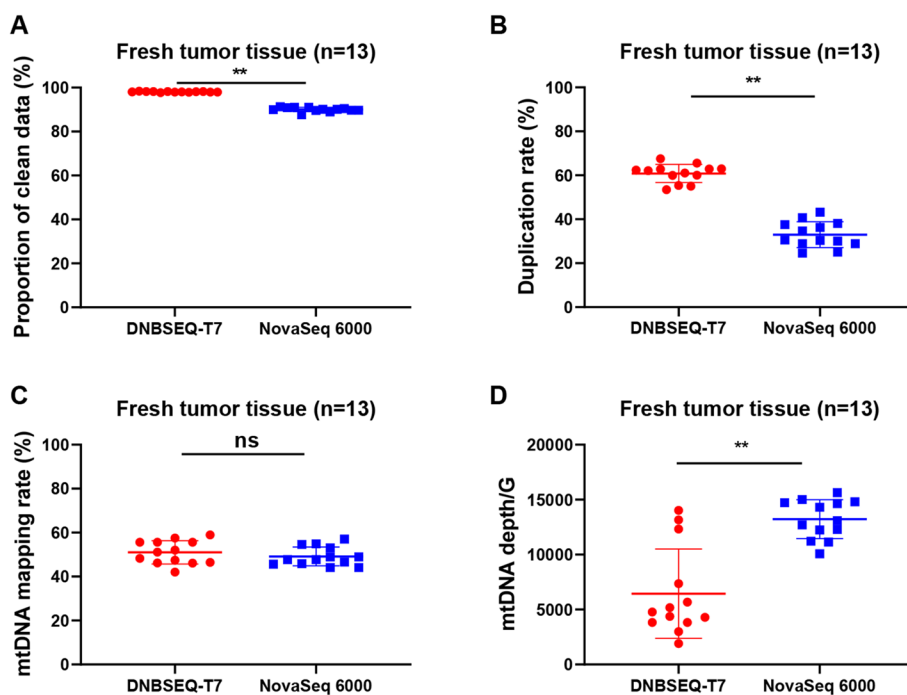 A
Fresh tumor tissue (n=13)
**
Proportion of clean data (%)
100
80
60
40
20
0
DNBSEQ-T7 NovaSeq 6000
B
Fresh tumor tissue (n=13)
**
Duplication rate (%)
100
80
60
40
20
0
DNBSEQ-T7 NovaSeq 6000
C
Fresh tumor tissue (n=13)
ns
mtDNA mapping rate (%)
100
80
60
40
20
0
DNBSEQ-T7 NovaSeq 6000
D
Fresh tumor tissue (n=13)
**
mtDNA depth/G
20000
15000
10000
5000
0
DNBSEQ-T7 NovaSeq 6000